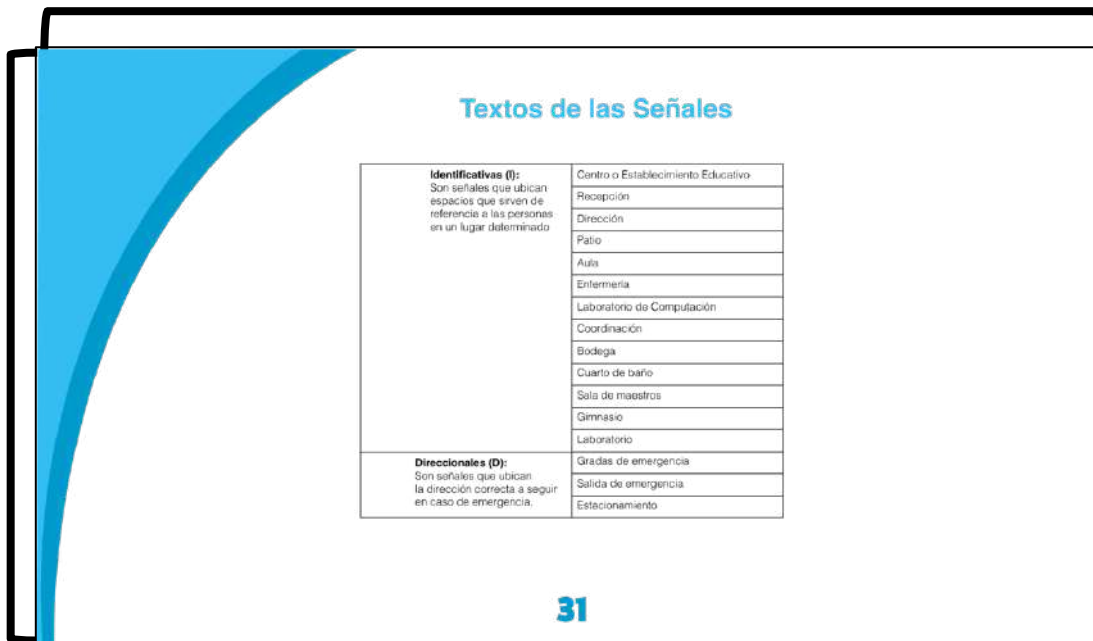 Textos de las Señales
Identificativas (I):
Son señales que ubican
espacios que sirven de
referencia a las personas
en un lugar determinado
Centro o Establecimiento Educativo
Recepción
Dirección
Patio
Aula
Enfermería
Laboratorio de Computación
Coordinación
Bodega
Cuarto de baño
Sala de maestros
Gimnasio
Laboratorio
Direccionales (D):
Son señales que ubican
la dirección correcta a seguir
en caso de emergencia.
Gradas de emergencia
Salida de emergencia
Estacionamiento
31